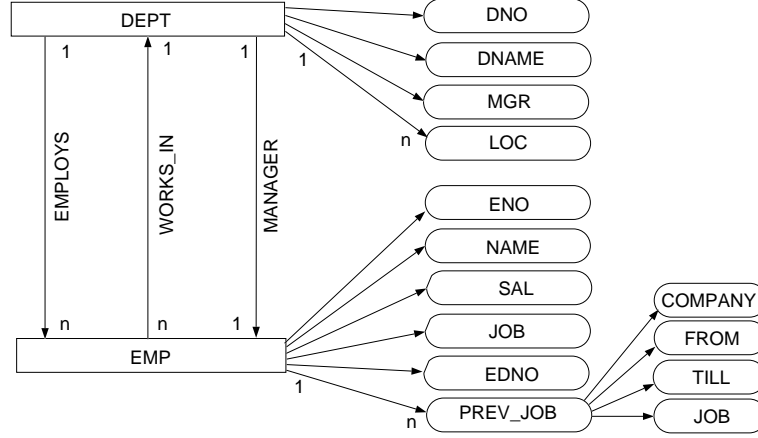 DEPT
DNO
DNAME
MGR
LOC
1
1
1
1
n
EMPLOYS
WORKS_IN
MANAGER
n
n
1
EMP
ENO
NAME
SAL
JOB
EDNO
PREV_JOB
1
n
COMPANY
FROM
TILL
JOB